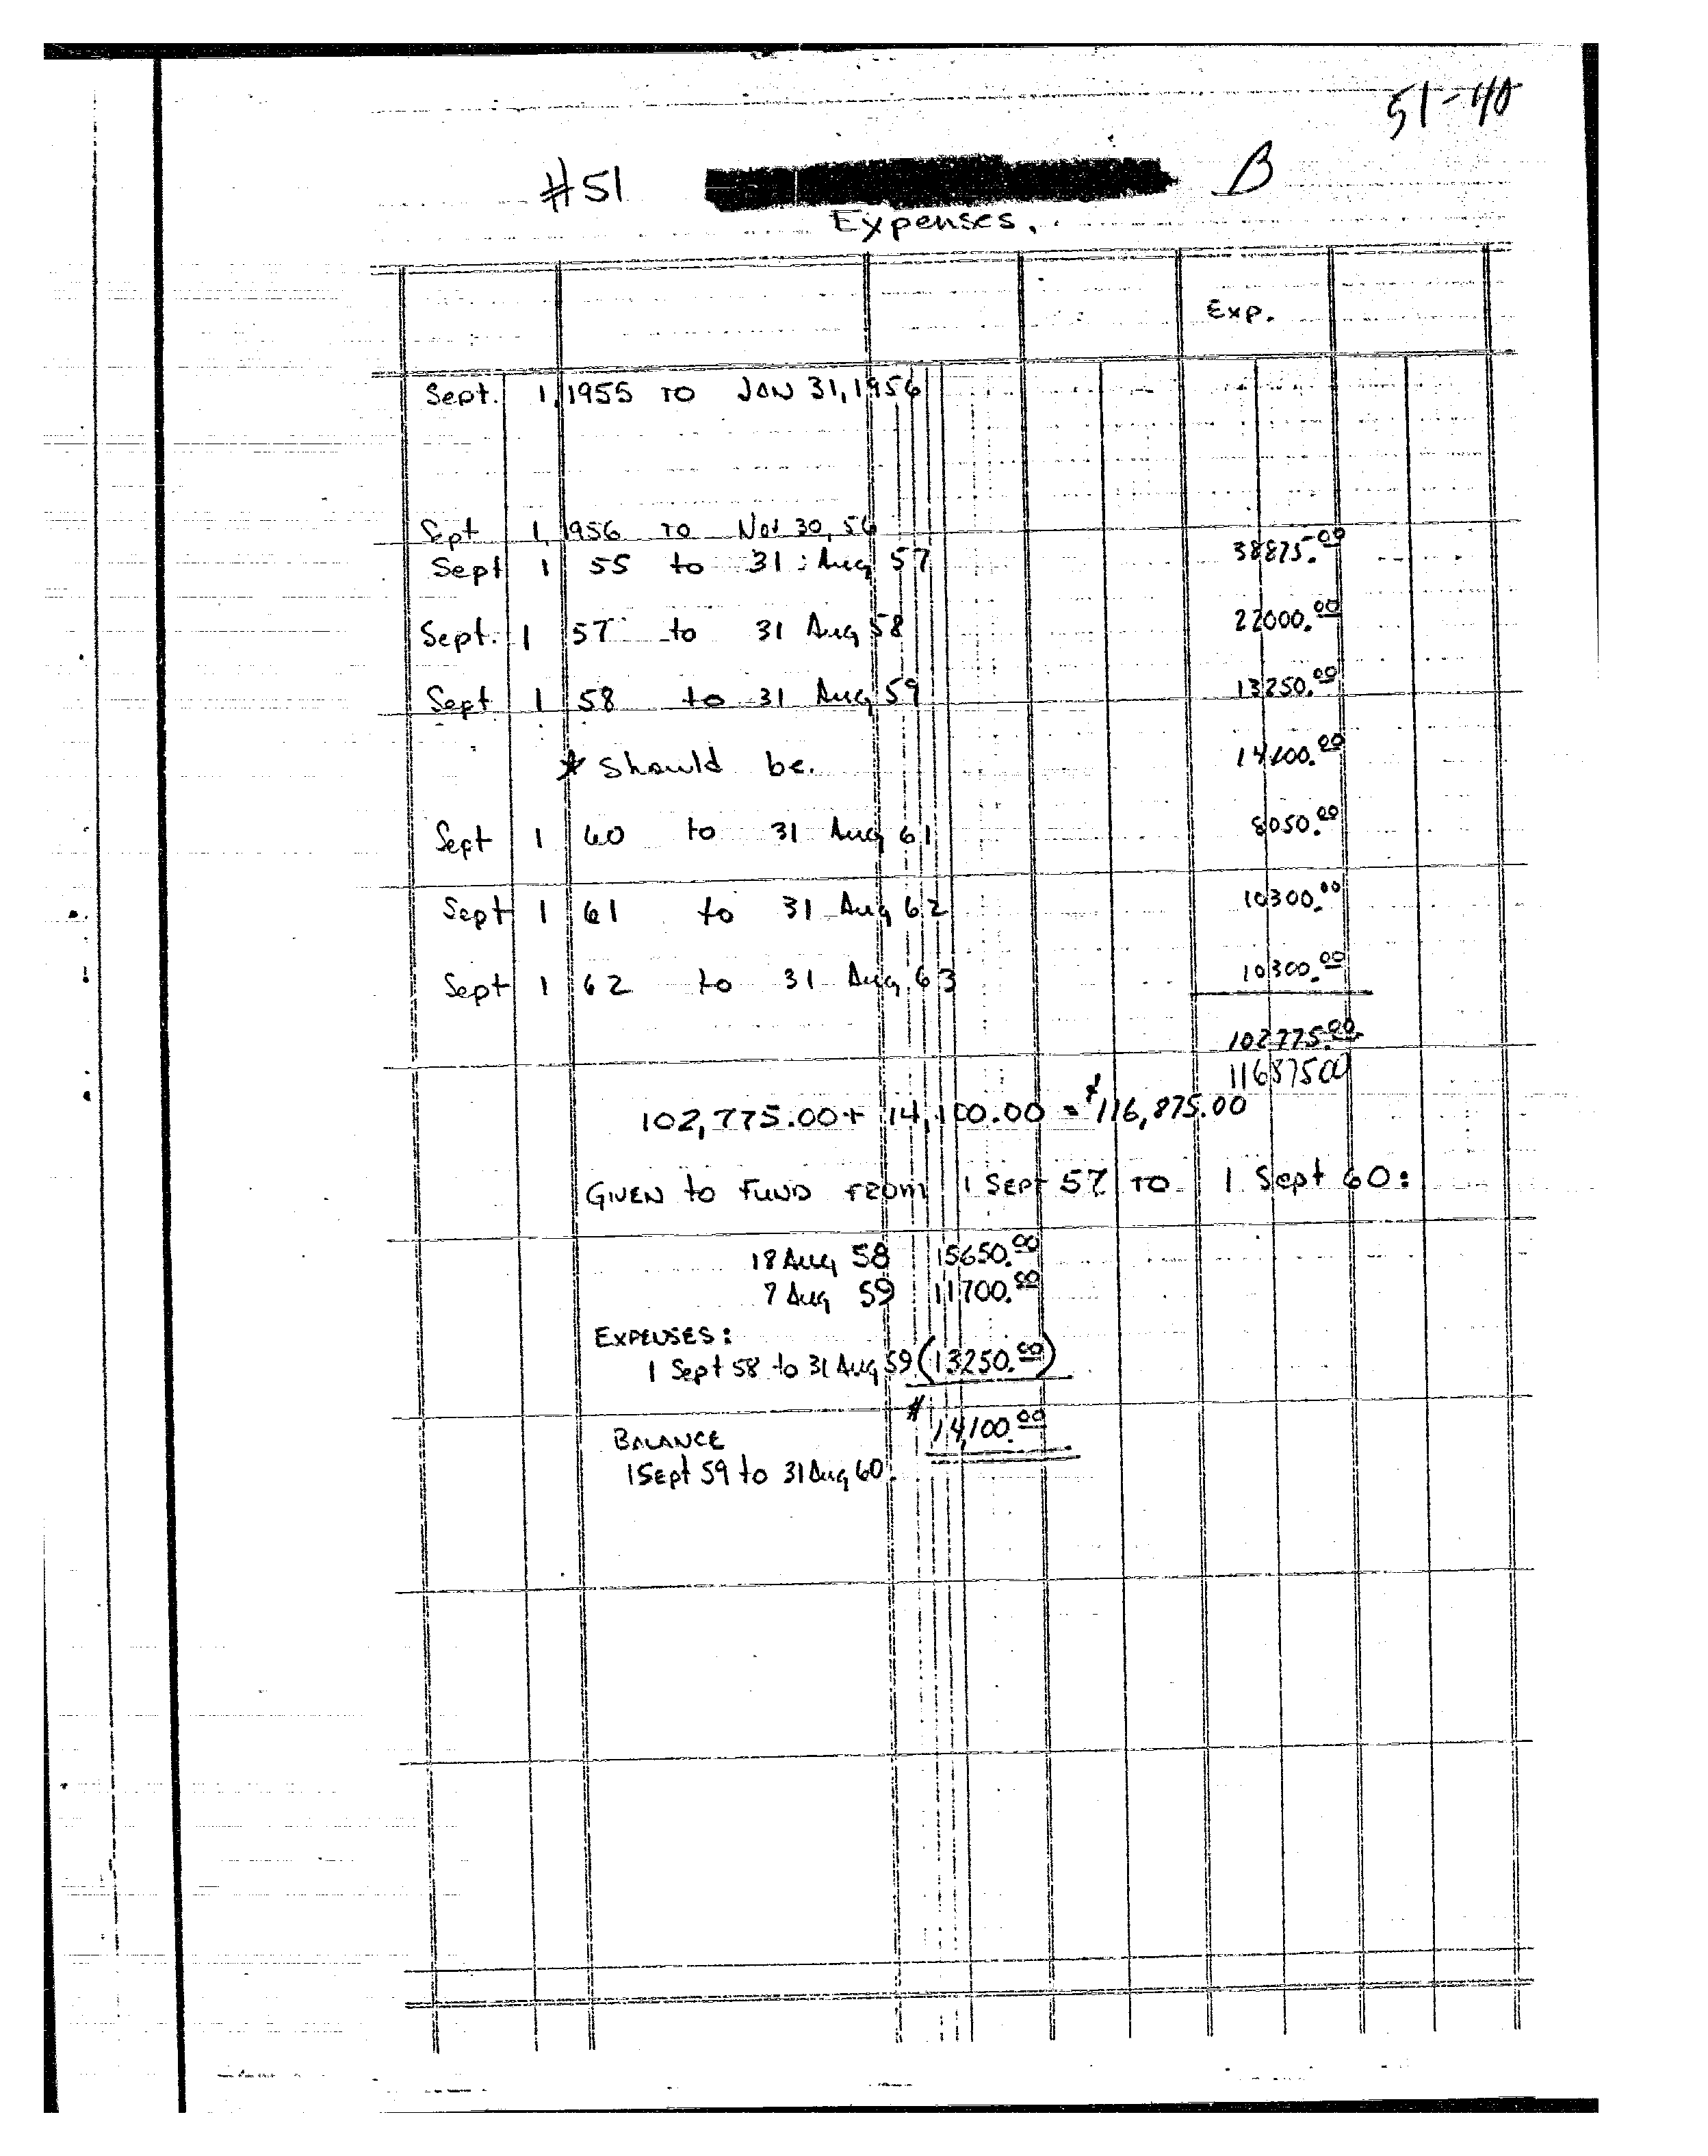 51-40
#51 B
Expenses.
Exp.
Sept. 1, 1955 TO JAN 31, 1956
Sept 1, 1956 TO Nov 30, 56
Sept 1 55 to 31 Aug 57 38875.00
Sept. 1 57 to 31 Aug 58 22000.00
Sept 1 58 to 31 Aug 59 13250.00
* Should be. 14100.00
Sept 1 60 to 31 Aug 61 8050.00
Sept 1 61 to 31 Aug 62 10300.00
Sept 1 62 to 31 Aug 63 10300.00
102775.00
11687500
102,775.00 + 14,100.00 = $116,875.00
GIVEN to FUND FROM 1 SEPT 57 TO 1 Sept 60:
18 Aug 58 15650.00
7 Aug 59 11700.00
EXPENSES:
1 Sept 58 to 31 Aug 59 (13250.00)
$14,100.00
BALANCE
1 SEpt 59 to 31 Aug 60.